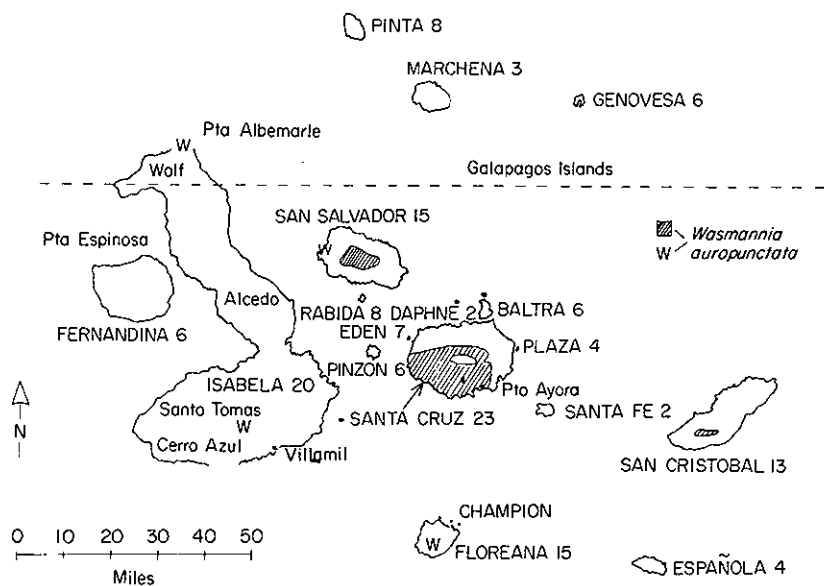 PINTA 8
MARCHENA 3
GENOVESA 6
Pta Albemarle
W
Wolf
Galapagos Islands
SAN SALVADOR 15
W
Pta Espinosa
Wasmannia
W auropunctata
Alcedo
RABIDA 8 DAPHNE 2
BALTRA 6
FERNANDINA 6
EDEN 7
PLAZA 4
PINZON 6
ISABELA 20
Pto Ayora
Santo Tomas
W
SANTA CRUZ 23
SANTA FE 2
N
Cerro Azul
Villamil
SAN CRISTOBAL 13
CHAMPION
0 10 20 30 40 50
W
FLOREANA 15
Miles
ESPAÑOLA 4